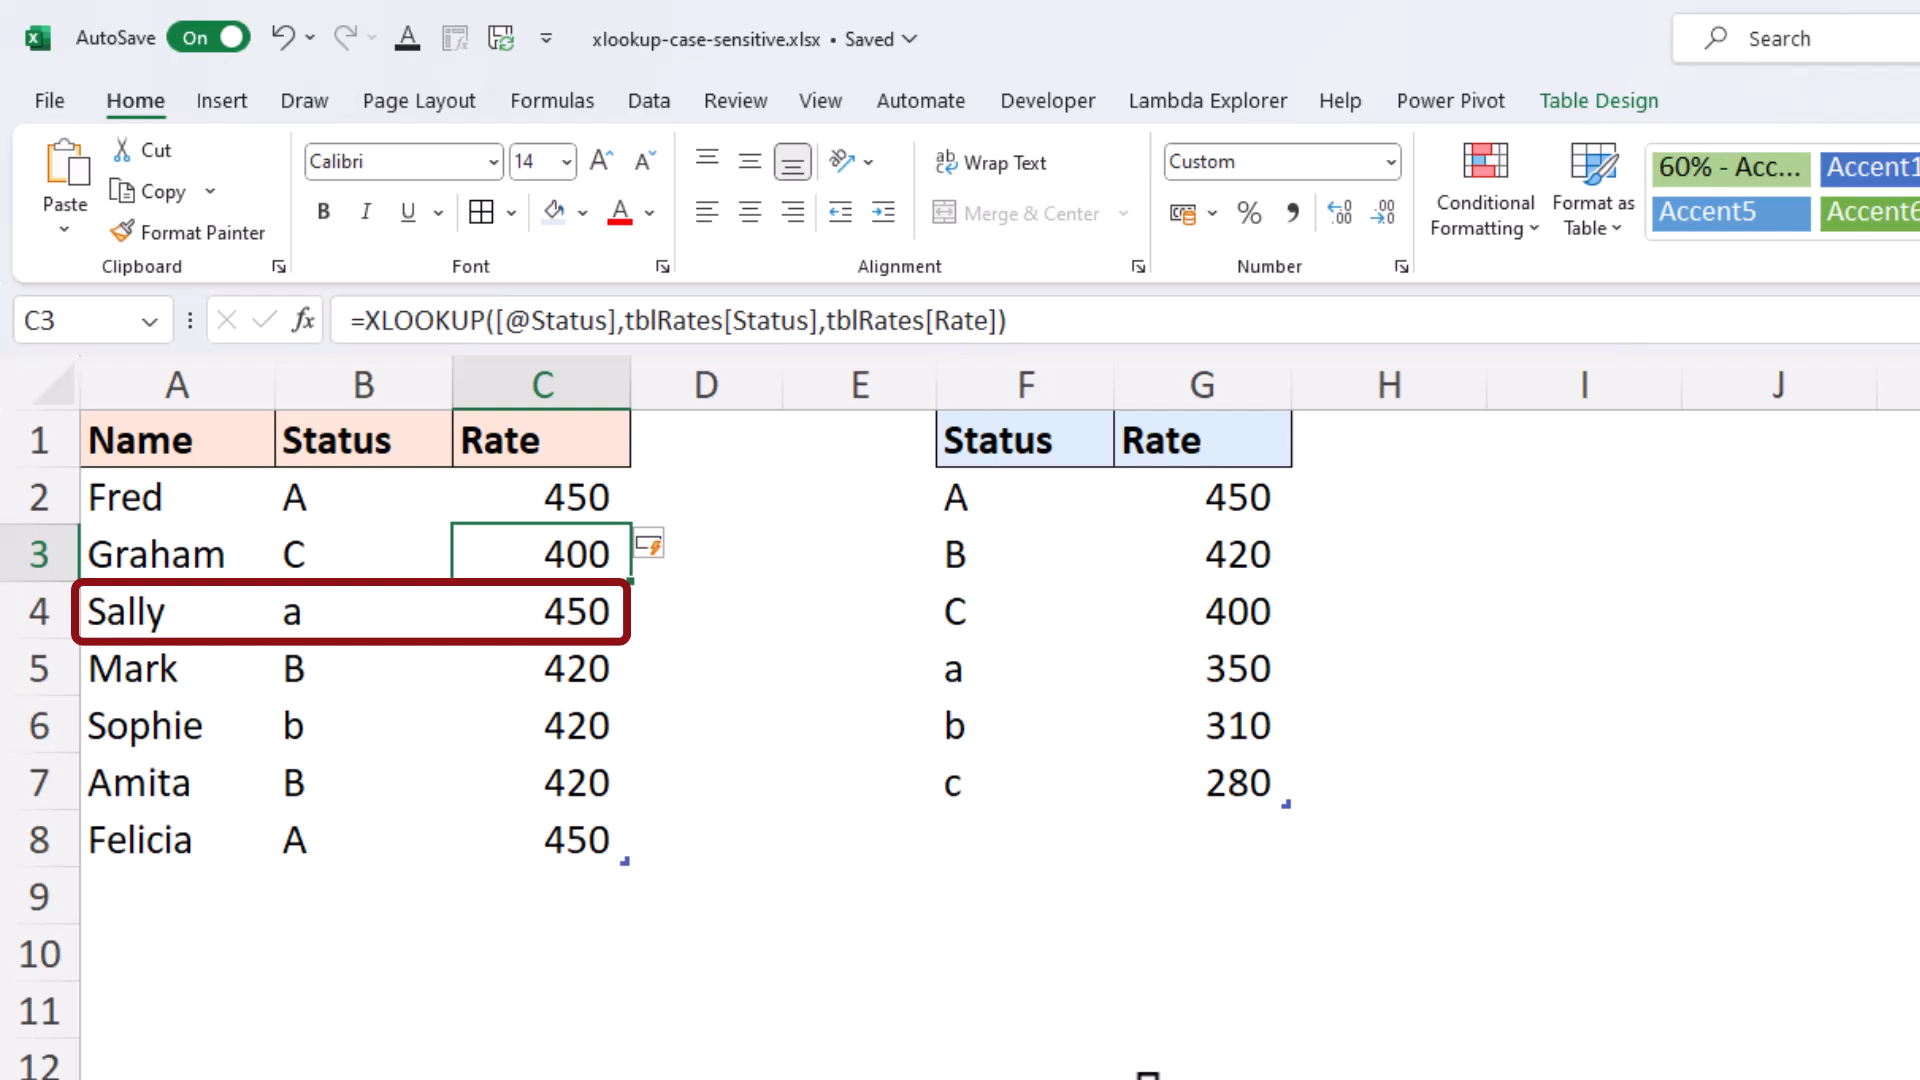 AutoSave On xlookup-case-sensitive.xlsx • Saved Search
File Home Insert Draw Page Layout Formulas Data Review View Automate Developer Lambda Explorer Help Power Pivot Table Design
Paste
Cut
Copy
Format Painter
Clipboard
Calibri 14
B I U
Font
Wrap Text
Merge & Center
Alignment
Custom
Number
Conditional Formatting
Format as Table
60% - Acc... Accent1
Accent5 Accent6
C3 fx =XLOOKUP([@Status],tblRates[Status],tblRates[Rate])
A B C D E F G H I J
1 Name Status Rate Status Rate
2 Fred A 450 A 450
3 Graham C 400 B 420
4 Sally a 450 C 400
5 Mark B 420 a 350
6 Sophie b 420 b 310
7 Amita B 420 c 280
8 Felicia A 450
9
10
11
12